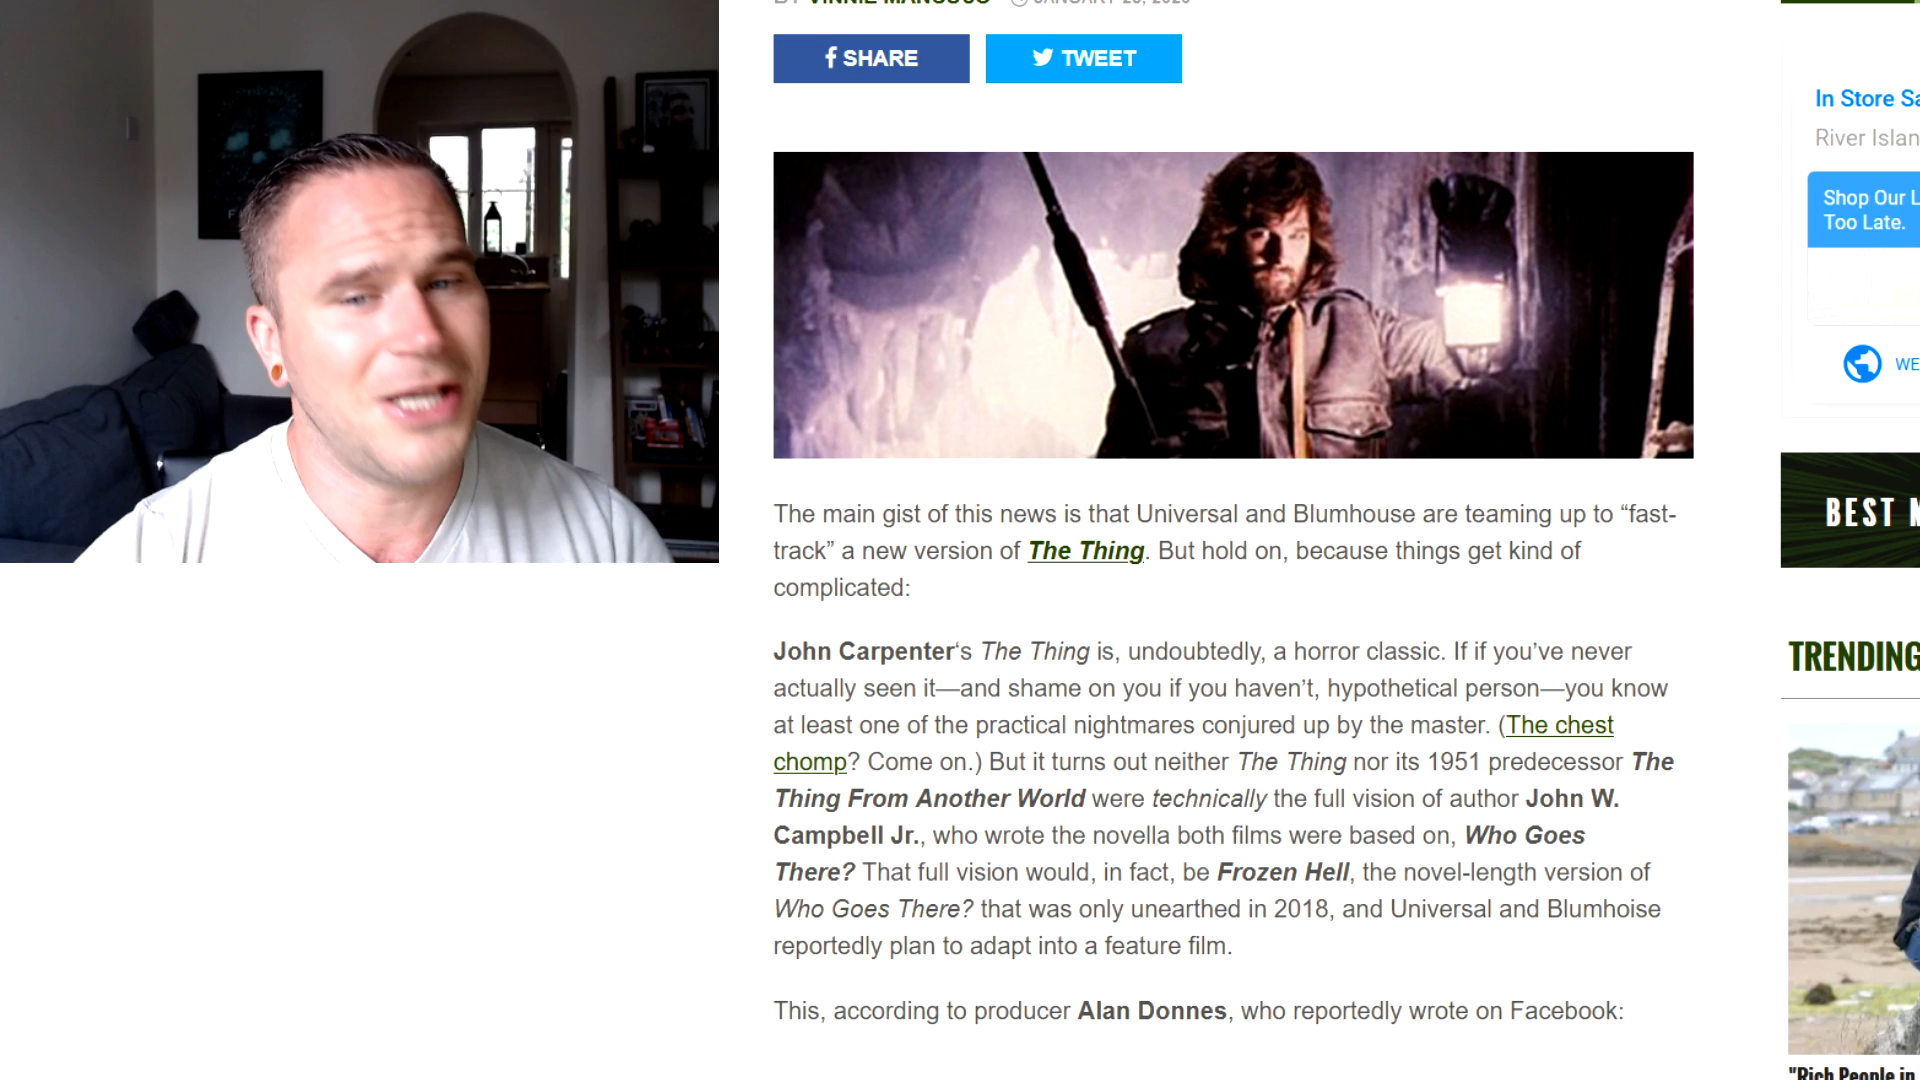 BY VINNIE MANCUSO JANUARY 28, 2020
SHARE
TWEET
The main gist of this news is that Universal and Blumhouse are teaming up to “fast-
track” a new version of The Thing. But hold on, because things get kind of
complicated:
John Carpenter‘s The Thing is, undoubtedly, a horror classic. If if you’ve never
actually seen it—and shame on you if you haven’t, hypothetical person—you know
at least one of the practical nightmares conjured up by the master. (The chest
chomp? Come on.) But it turns out neither The Thing nor its 1951 predecessor The
Thing From Another World were technically the full vision of author John W.
Campbell Jr., who wrote the novella both films were based on, Who Goes
There? That full vision would, in fact, be Frozen Hell, the novel-length version of
Who Goes There? that was only unearthed in 2018, and Universal and Blumhoise
reportedly plan to adapt into a feature film.
This, according to producer Alan Donnes, who reportedly wrote on Facebook:
In Store Sa
River Islan
Shop Our L
Too Late.
WE
BEST
TRENDING
"Rich People in